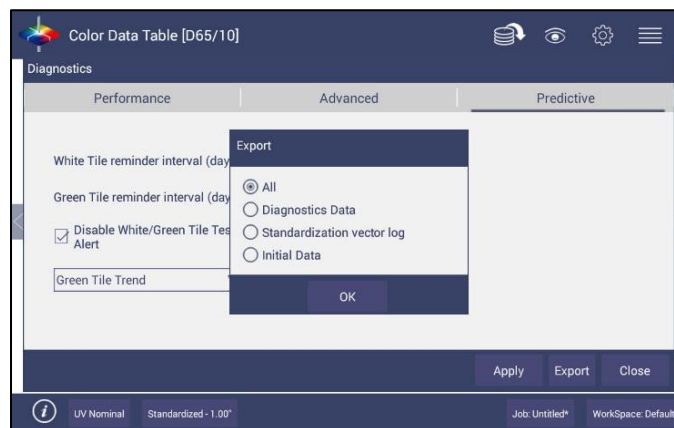 Color Data Table [D65/10]
Diagnostics
Performance
Advanced
Predictive
White Tile reminder interval (day
Green Tile reminder interval (day
Disable White/Green Tile Tes
Alert
Green Tile Trend
Export
All
Diagnostics Data
Standardization vector log
Initial Data
OK
Apply
Export
Close
i
UV Nominal
Standardized - 1.00"
Job: Untitled*
WorkSpace: Default